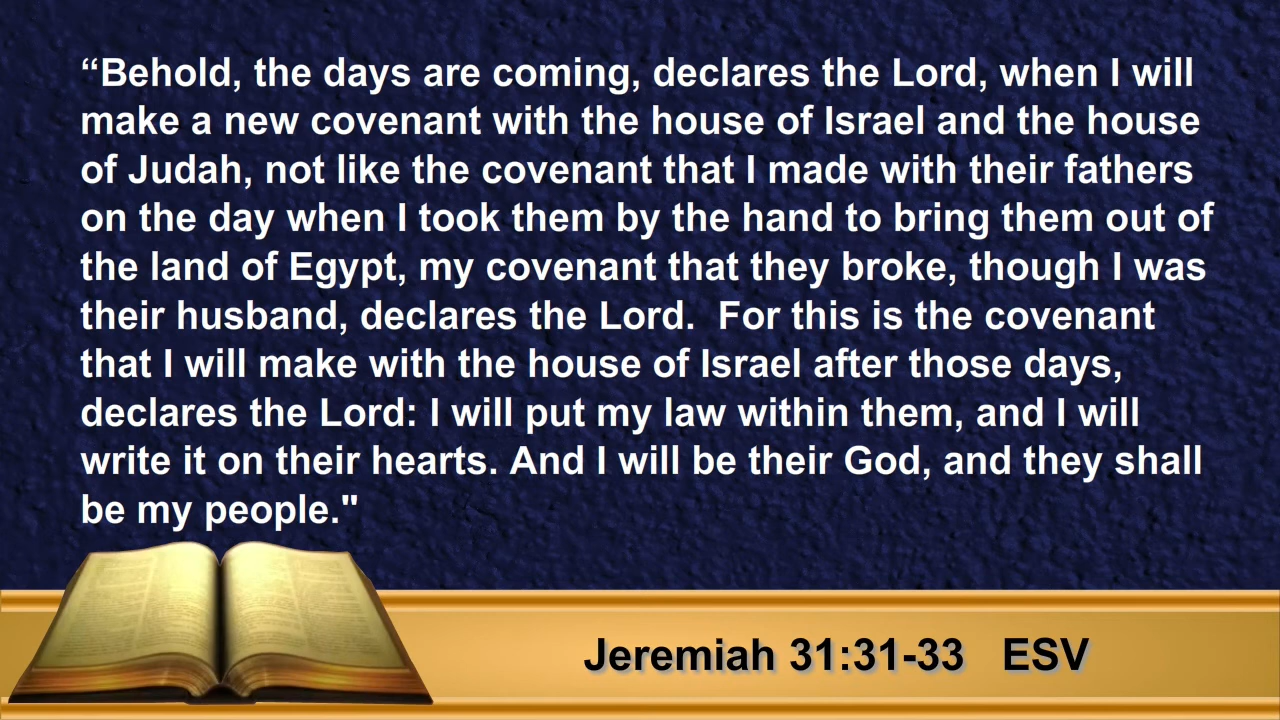 “Behold, the days are coming, declares the Lord, when I will
make a new covenant with the house of Israel and the house
of Judah, not like the covenant that I made with their fathers
on the day when I took them by the hand to bring them out of
the land of Egypt, my covenant that they broke, though I was
their husband, declares the Lord.  For this is the covenant
that I will make with the house of Israel after those days,
declares the Lord: I will put my law within them, and I will
write it on their hearts. And I will be their God, and they shall
be my people."
Jeremiah 31:31-33   ESV